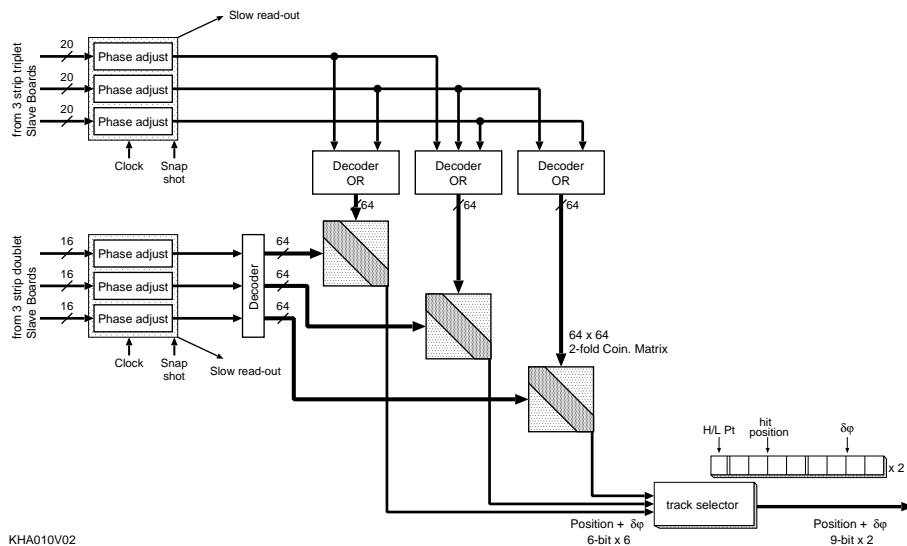 Slow read-out
from 3 strip triplet
Slave Boards
20
Phase adjust
20
Phase adjust
20
Phase adjust
Clock
Snap
shot
Decoder
OR
Decoder
OR
Decoder
OR
64
64
64
from 3 strip doublet
Slave Boards
16
Phase adjust
16
Phase adjust
16
Phase adjust
Decoder
64
64
64
Clock
Snap
shot
Slow read-out
64 x 64
2-fold Coin. Matrix
H/L Pt
hit
position
δφ
x 2
track selector
Position + δφ
6-bit x 6
Position + δφ
9-bit x 2
KHA010V02